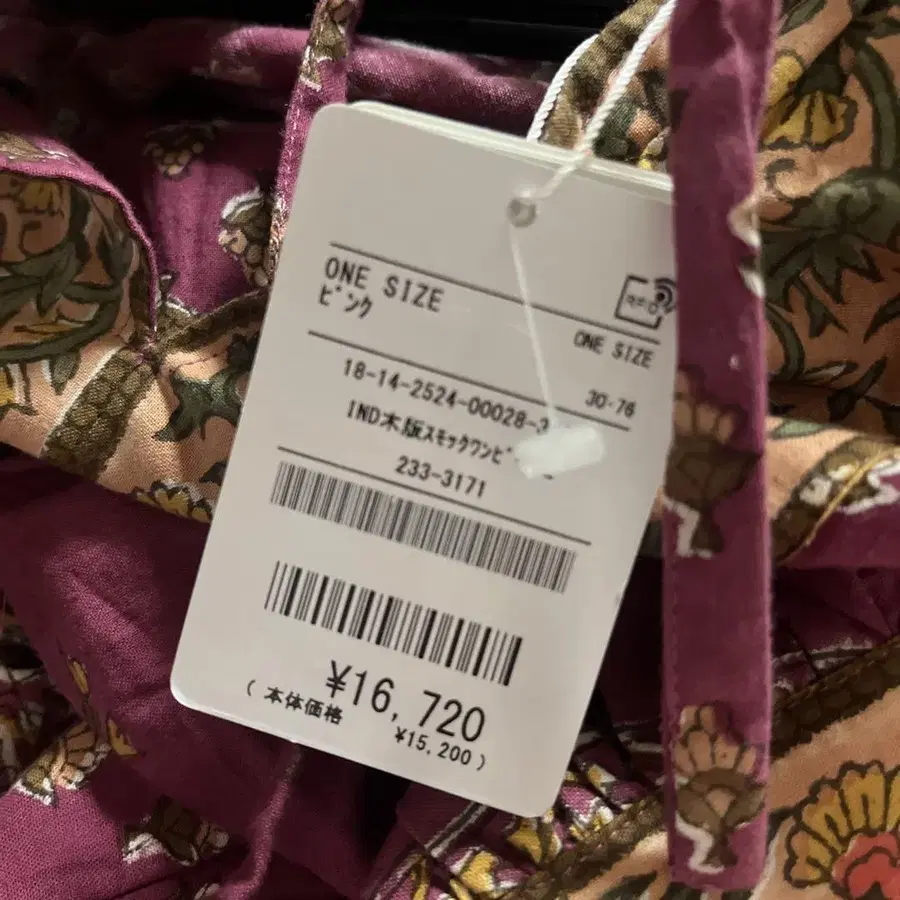 ONE SIZE
ピンク
ONE SIZE
18-14-2524-00028-3
30-76
IND木版スモックワンピ
233-3171
¥16,720
(本体価格 ¥15,200)